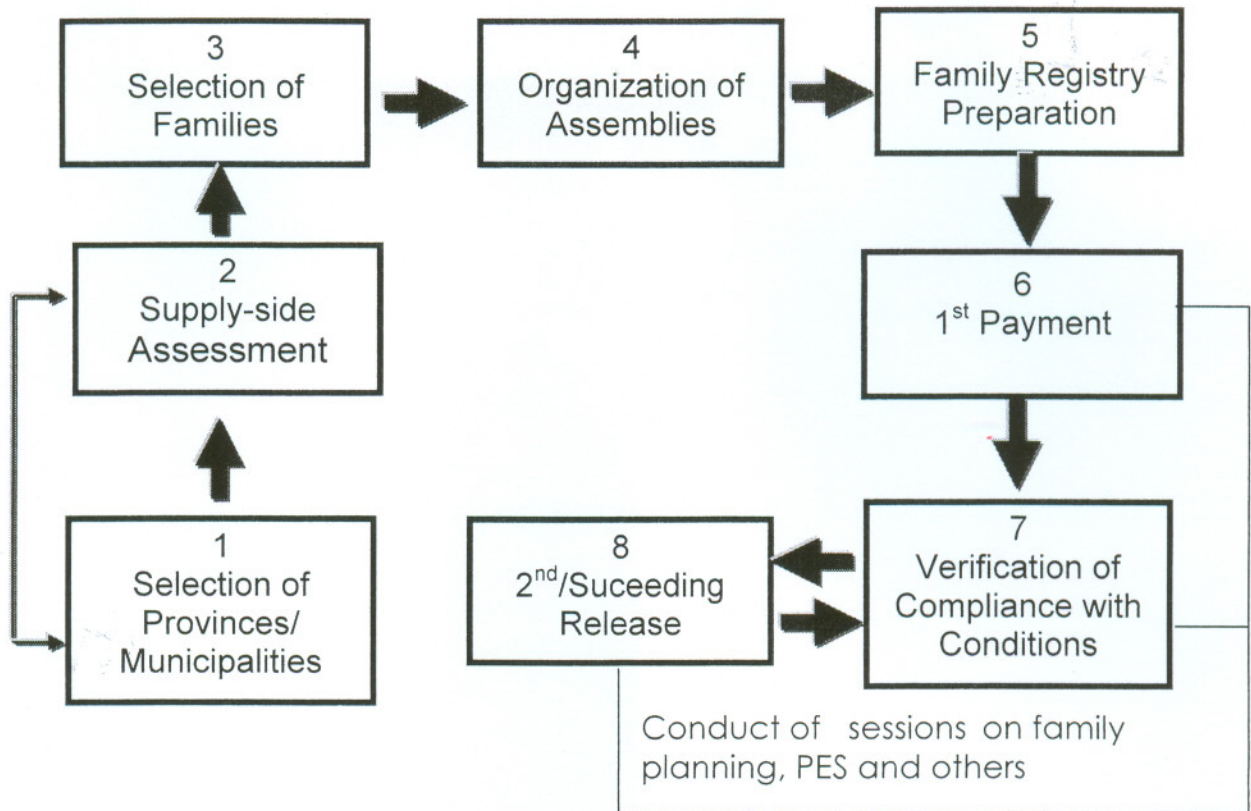 3
Selection of
Families
4
Organization of
Assemblies
5
Family Registry
Preparation
2
Supply-side
Assessment
6
1st Payment
1
Selection of
Provinces/
Municipalities
8
2nd/Suceeding
Release
7
Verification of
Compliance with
Conditions
Conduct of sessions on family
planning, PES and others